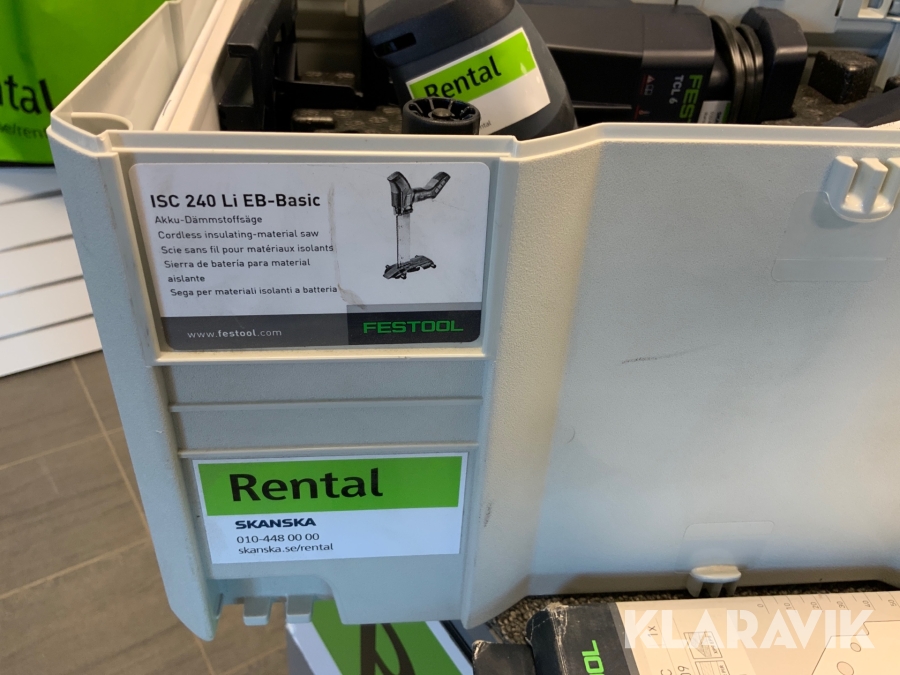 Rental
TCL 6
ISC 240 Li EB-Basic
Akku-Dämmstoffsäge
Cordless insulating-material saw
Scie sans fil pour matériaux isolants
Sierra de batería para material
aislante
Sega per materiali isolanti a batteria
www.festool.com
FESTOOL
Rental
SKANSKA
010-448 00 00
skanska.se/rental
KLARAVIK